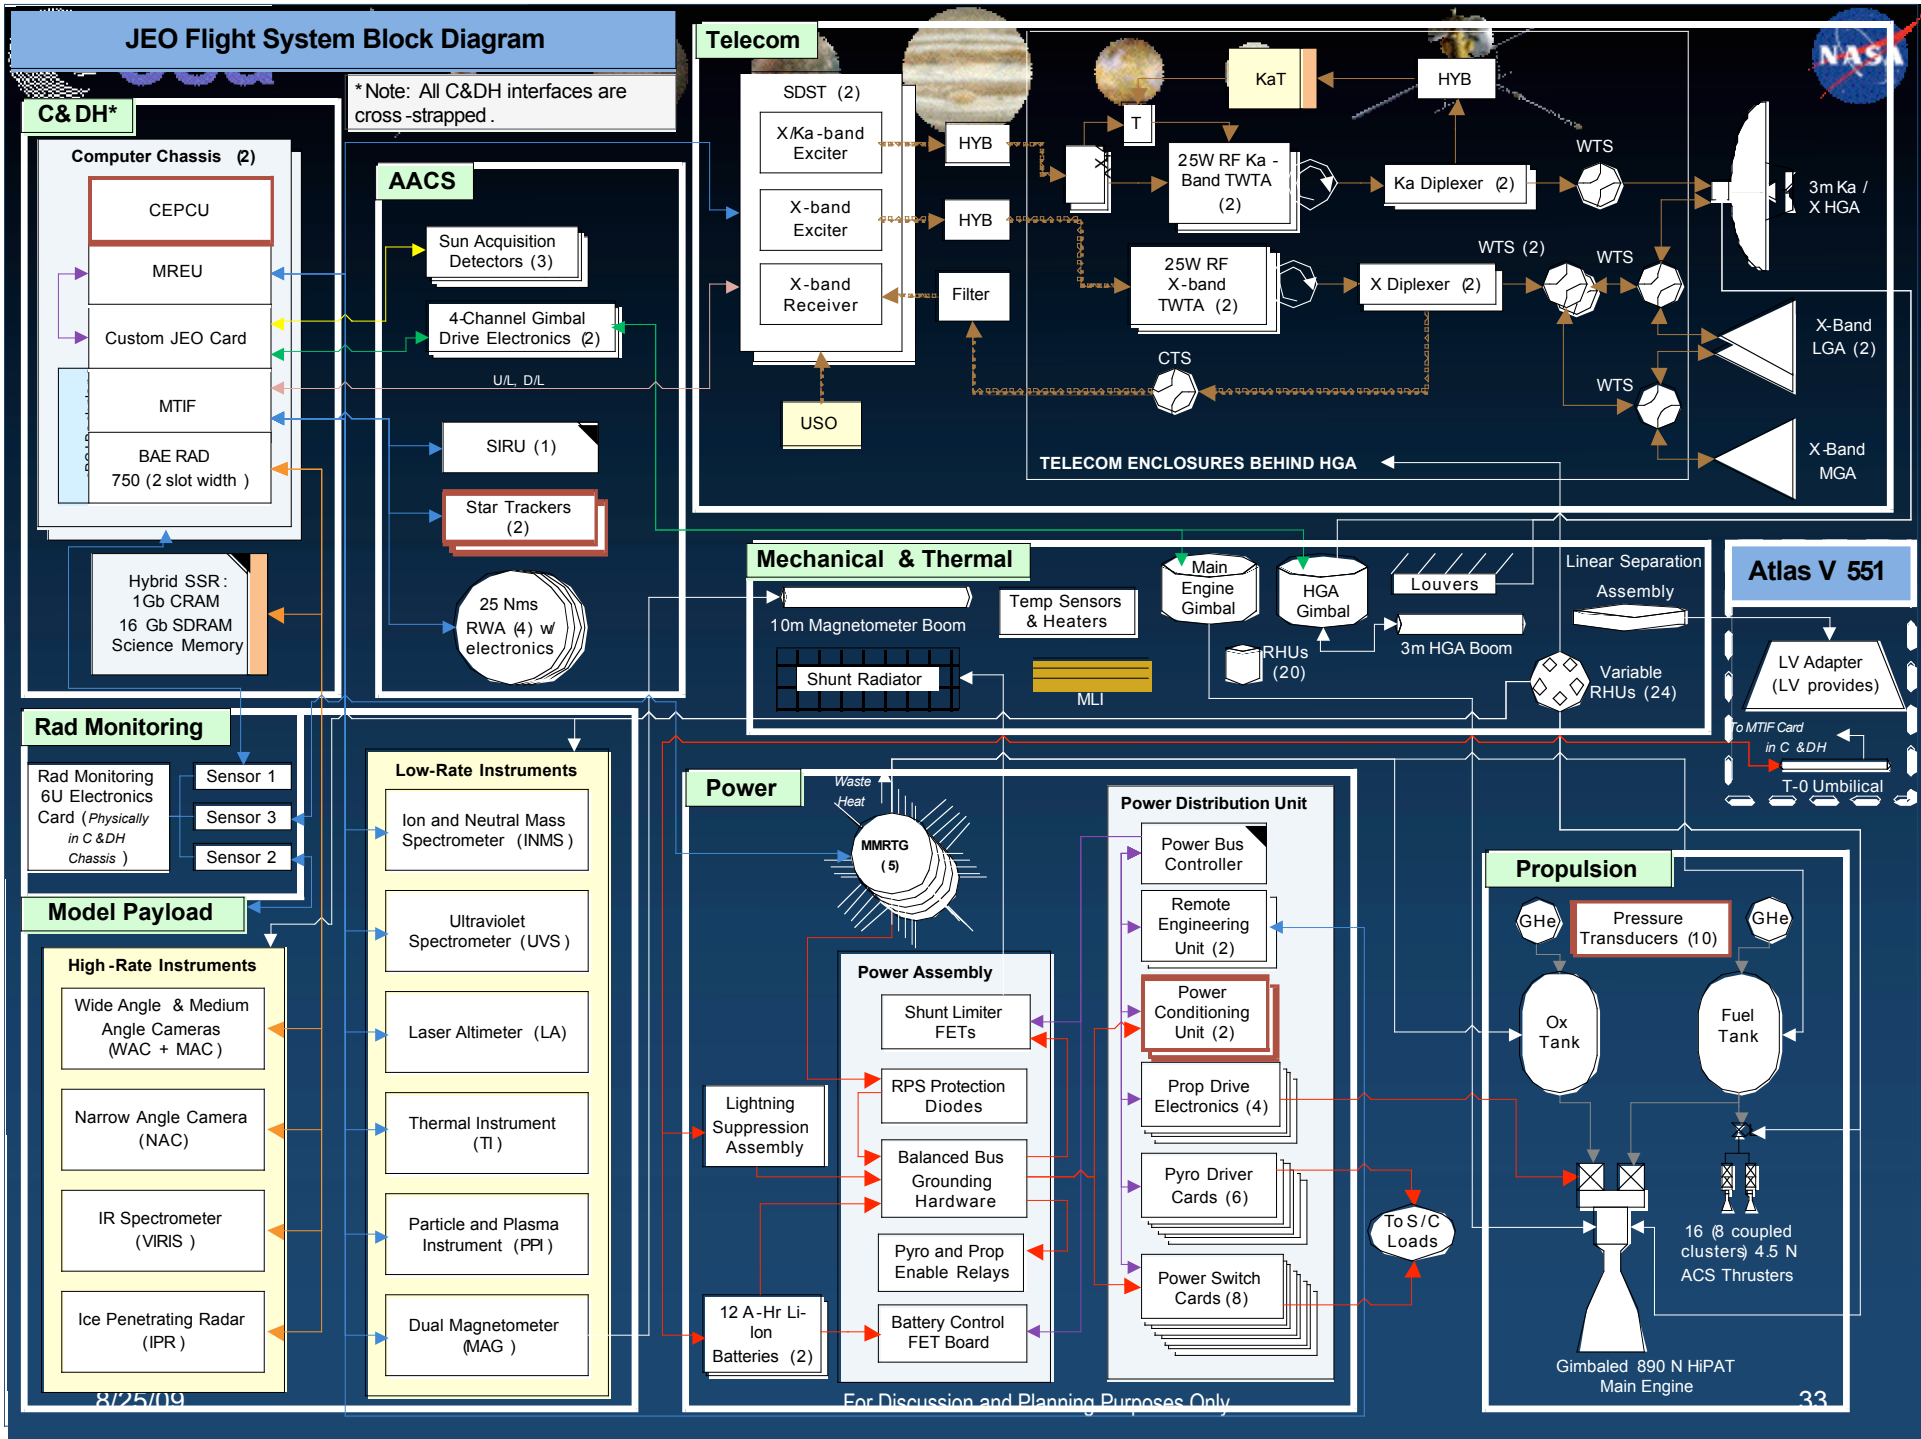 JEO Flight System Block Diagram
*Note: All C&DH interfaces are
cross-strapped.
NASA
C&DH*
Computer Chassis (2)
CEPCU
MREU
Custom JEO Card
MTIF
BAE RAD
750 (2 slot width )
Hybrid SSR:
1Gb CRAM
16 Gb SDRAM
Science Memory
AACS
Sun Acquisition
Detectors (3)
4-Channel Gimbal
Drive Electronics (2)
U/L, D/L
SIRU (1)
Star Trackers
(2)
25 Nms
RWA (4) w/
electronics
Telecom
SDST (2)
X/Ka-band
Exciter
X-band
Exciter
X-band
Receiver
USO
HYB
HYB
Filter
T
KaT
HYB
25W RF Ka -
Band TWTA
(2)
Ka Diplexer (2)
WTS
3m Ka /
X HGA
25W RF
X-band
TWTA (2)
X Diplexer (2)
WTS (2)
WTS
X-Band
LGA (2)
CTS
WTS
X-Band
MGA
TELECOM ENCLOSURES BEHIND HGA
Mechanical & Thermal
10m Magnetometer Boom
Temp Sensors
& Heaters
Main
Engine
Gimbal
HGA
Gimbal
Louvers
3m HGA Boom
Linear Separation
Assembly
Shunt Radiator
MLI
RHUs
(20)
Variable
RHUs (24)
Atlas V 551
LV Adapter
(LV provides)
To MTIF Card
in C &DH
T-0 Umbilical
Rad Monitoring
Rad Monitoring
6U Electronics
Card (Physically
in C &DH
Chassis )
Sensor 1
Sensor 3
Sensor 2
Model Payload
High -Rate Instruments
Wide Angle & Medium
Angle Cameras
(WAC + MAC )
Narrow Angle Camera
(NAC)
IR Spectrometer
(VIRIS )
Ice Penetrating Radar
(IPR )
Low-Rate Instruments
Ion and Neutral Mass
Spectrometer (INMS )
Ultraviolet
Spectrometer (UVS )
Laser Altimeter (LA)
Thermal Instrument
(TI )
Particle and Plasma
Instrument (PPI)
Dual Magnetometer
(MAG )
Power
Waste
Heat
MMRTG
(5)
Power Assembly
Shunt Limiter
FETs
RPS Protection
Diodes
Balanced Bus
Grounding
Hardware
Pyro and Prop
Enable Relays
Battery Control
FET Board
Lightning
Suppression
Assembly
12 A-Hr Li-
Ion
Batteries (2)
Power Distribution Unit
Power Bus
Controller
Remote
Engineering
Unit (2)
Power
Conditioning
Unit (2)
Prop Drive
Electronics (4)
Pyro Driver
Cards (6)
Power Switch
Cards (8)
To S/C
Loads
Propulsion
GHe
Pressure
Transducers (10)
GHe
Ox
Tank
Fuel
Tank
16 (8 coupled
clusters) 4.5 N
ACS Thrusters
Gimbaled 890 N HiPAT
Main Engine
8/25/09
For Discussion and Planning Purposes Only
33